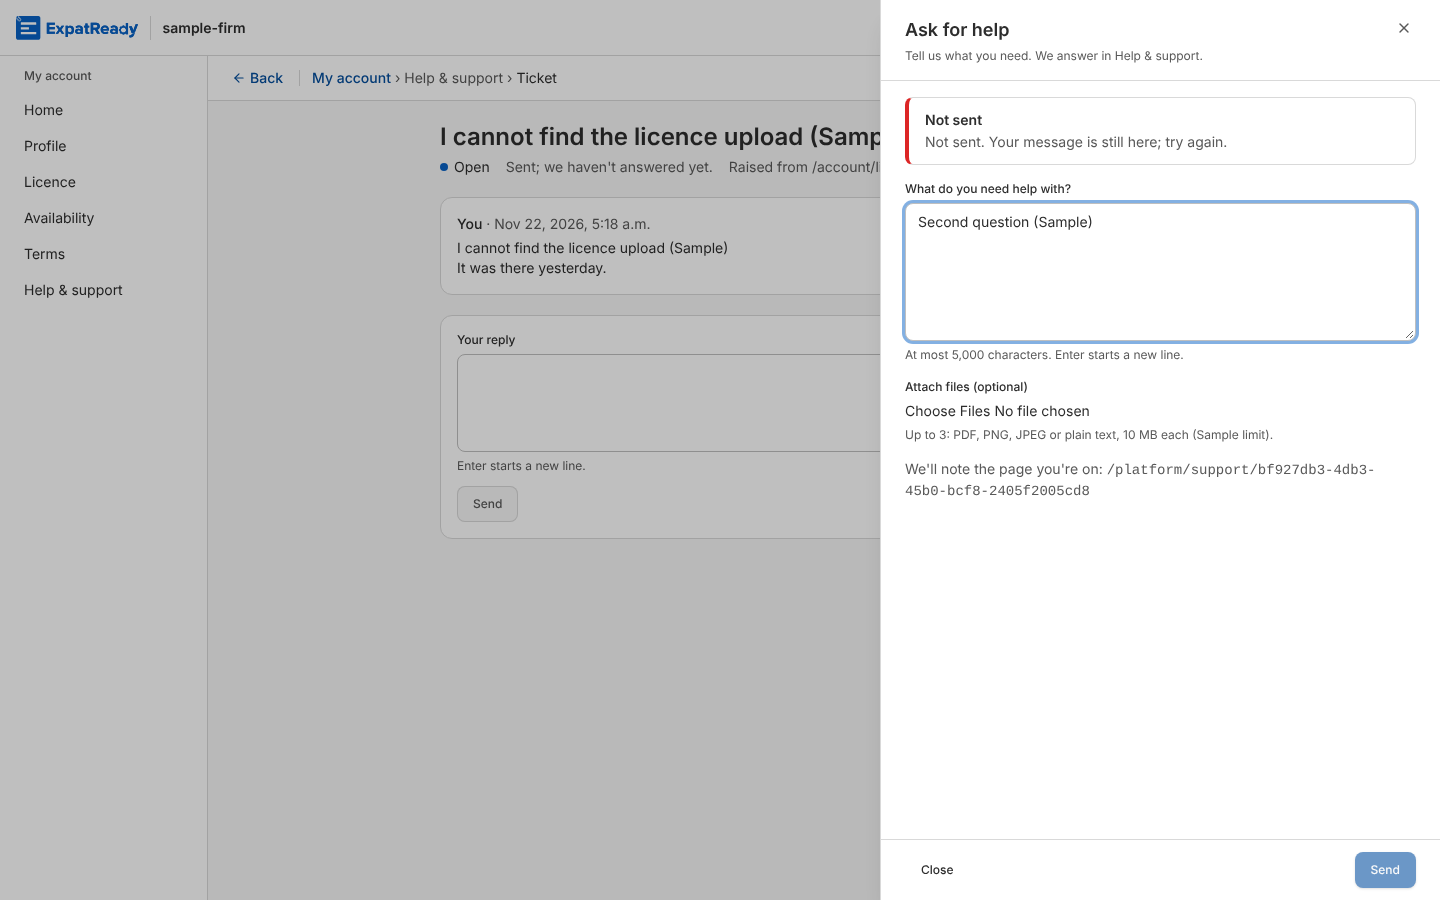 ExpatReady
sample-firm
My account
Home
Profile
Licence
Availability
Terms
Help & support
← Back
My account › Help & support › Ticket
I cannot find the licence upload (Samp
Open Sent; we haven't answered yet. Raised from /account/l
You · Nov 22, 2026, 5:18 a.m.
I cannot find the licence upload (Sample)
It was there yesterday.
Your reply
Enter starts a new line.
Send
Ask for help
Tell us what you need. We answer in Help & support.
Not sent
Not sent. Your message is still here; try again.
What do you need help with?
Second question (Sample)
At most 5,000 characters. Enter starts a new line.
Attach files (optional)
Choose Files No file chosen
Up to 3: PDF, PNG, JPEG or plain text, 10 MB each (Sample limit).
We'll note the page you're on: /platform/support/bf927db3-4db3-
45b0-bcf8-2405f2005cd8
Close
Send